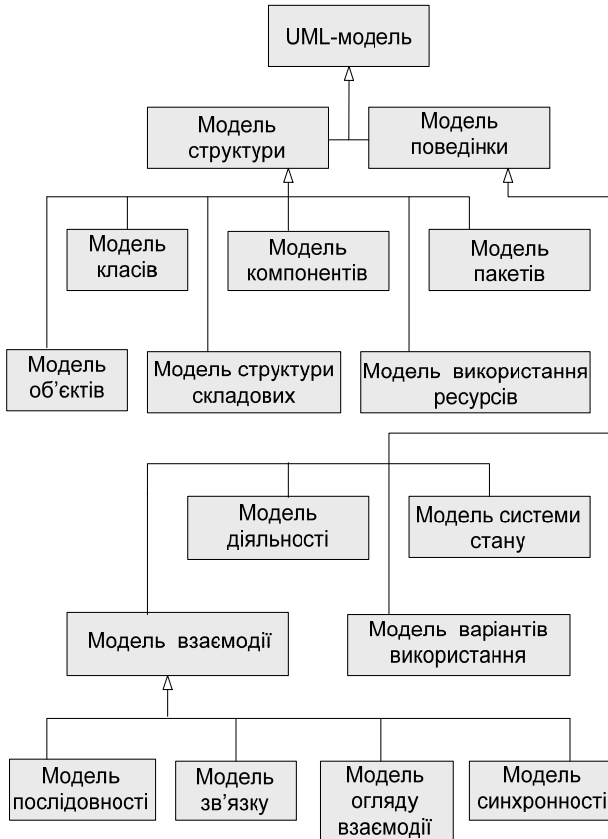 UML-модель
Модель
структури
Модель
поведінки
Модель
класів
Модель
компонентів
Модель
пакетів
Модель
об’єктів
Модель структури
складових
Модель використання
ресурсів
Модель
діяльності
Модель системи
стану
Модель взаємодії
Модель варіантів
використання
Модель
послідовності
Модель
зв’язку
Модель
огляду
взаємодії
Модель
синхронності